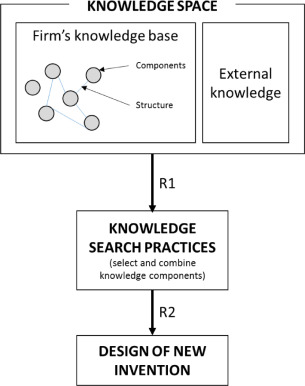 KNOWLEDGE SPACE
Firm's knowledge base
Components
Structure
External
knowledge
R1
KNOWLEDGE
SEARCH PRACTICES
(select and combine
knowledge components)
R2
DESIGN OF NEW
INVENTION